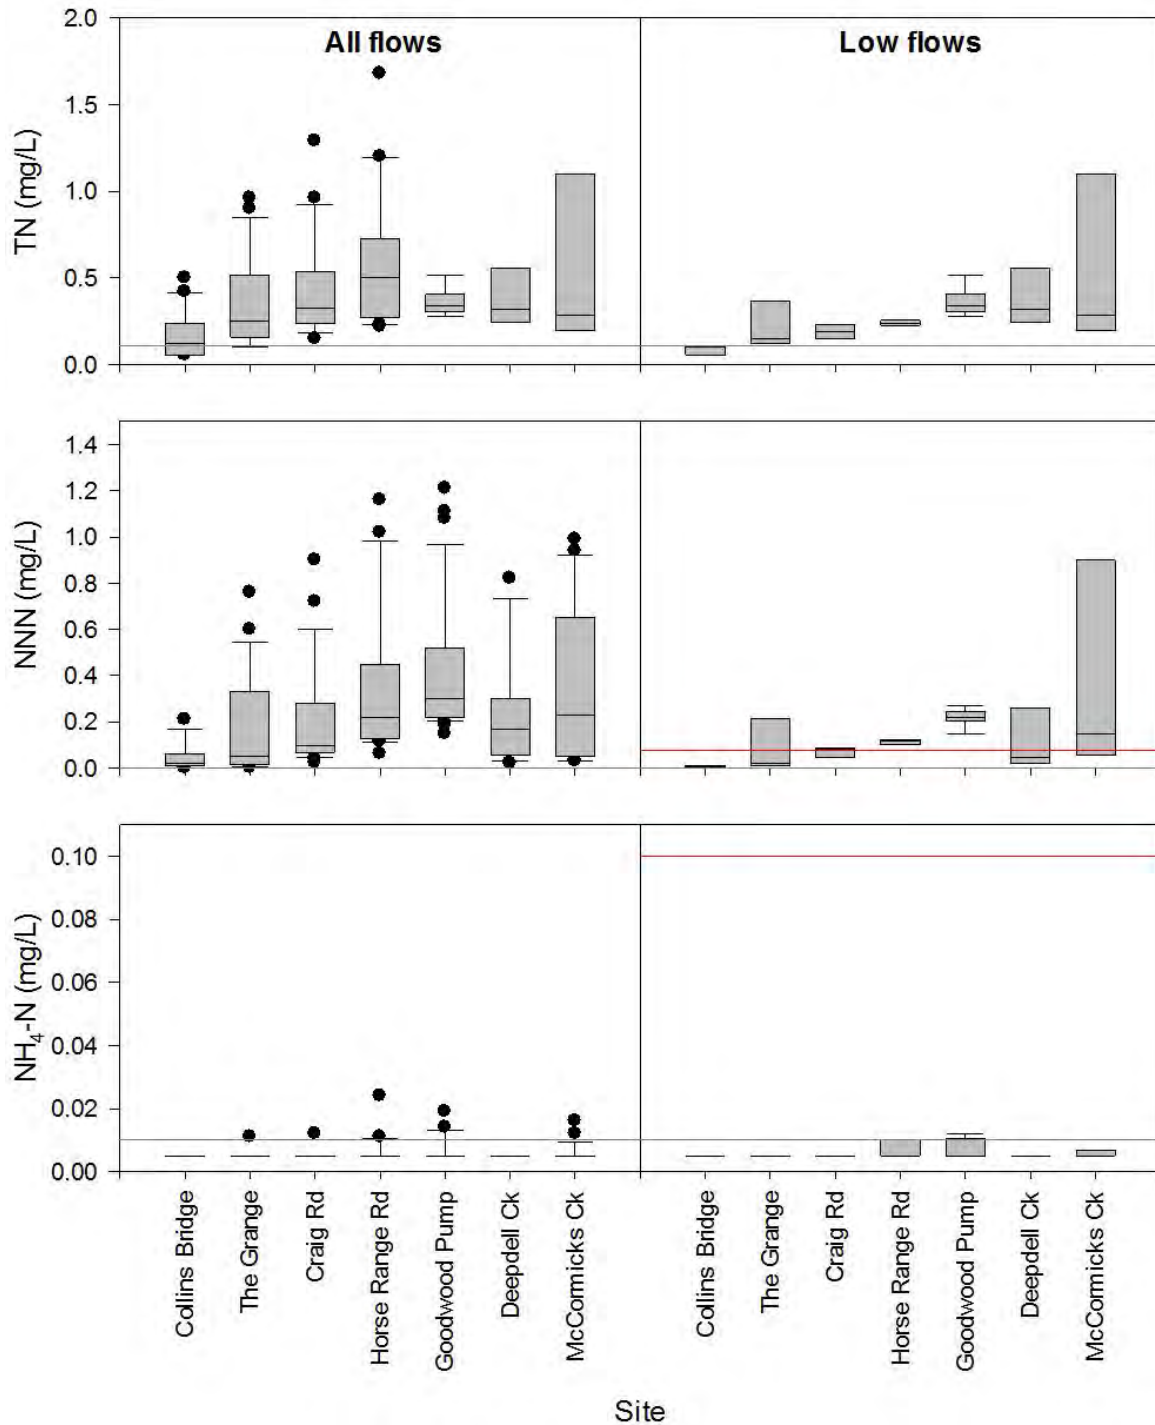 All flows
Low flows
TN (mg/L)
2.0
1.5
1.0
0.5
0.0
NNN (mg/L)
1.4
1.2
1.0
0.8
0.6
0.4
0.2
0.0
NH4-N (mg/L)
0.10
0.08
0.06
0.04
0.02
0.00
Collins Bridge
The Grange
Craig Rd
Horse Range Rd
Goodwood Pump
Deepdell Ck
McCormicks Ck
Collins Bridge
The Grange
Craig Rd
Horse Range Rd
Goodwood Pump
Deepdell Ck
McCormicks Ck
Site